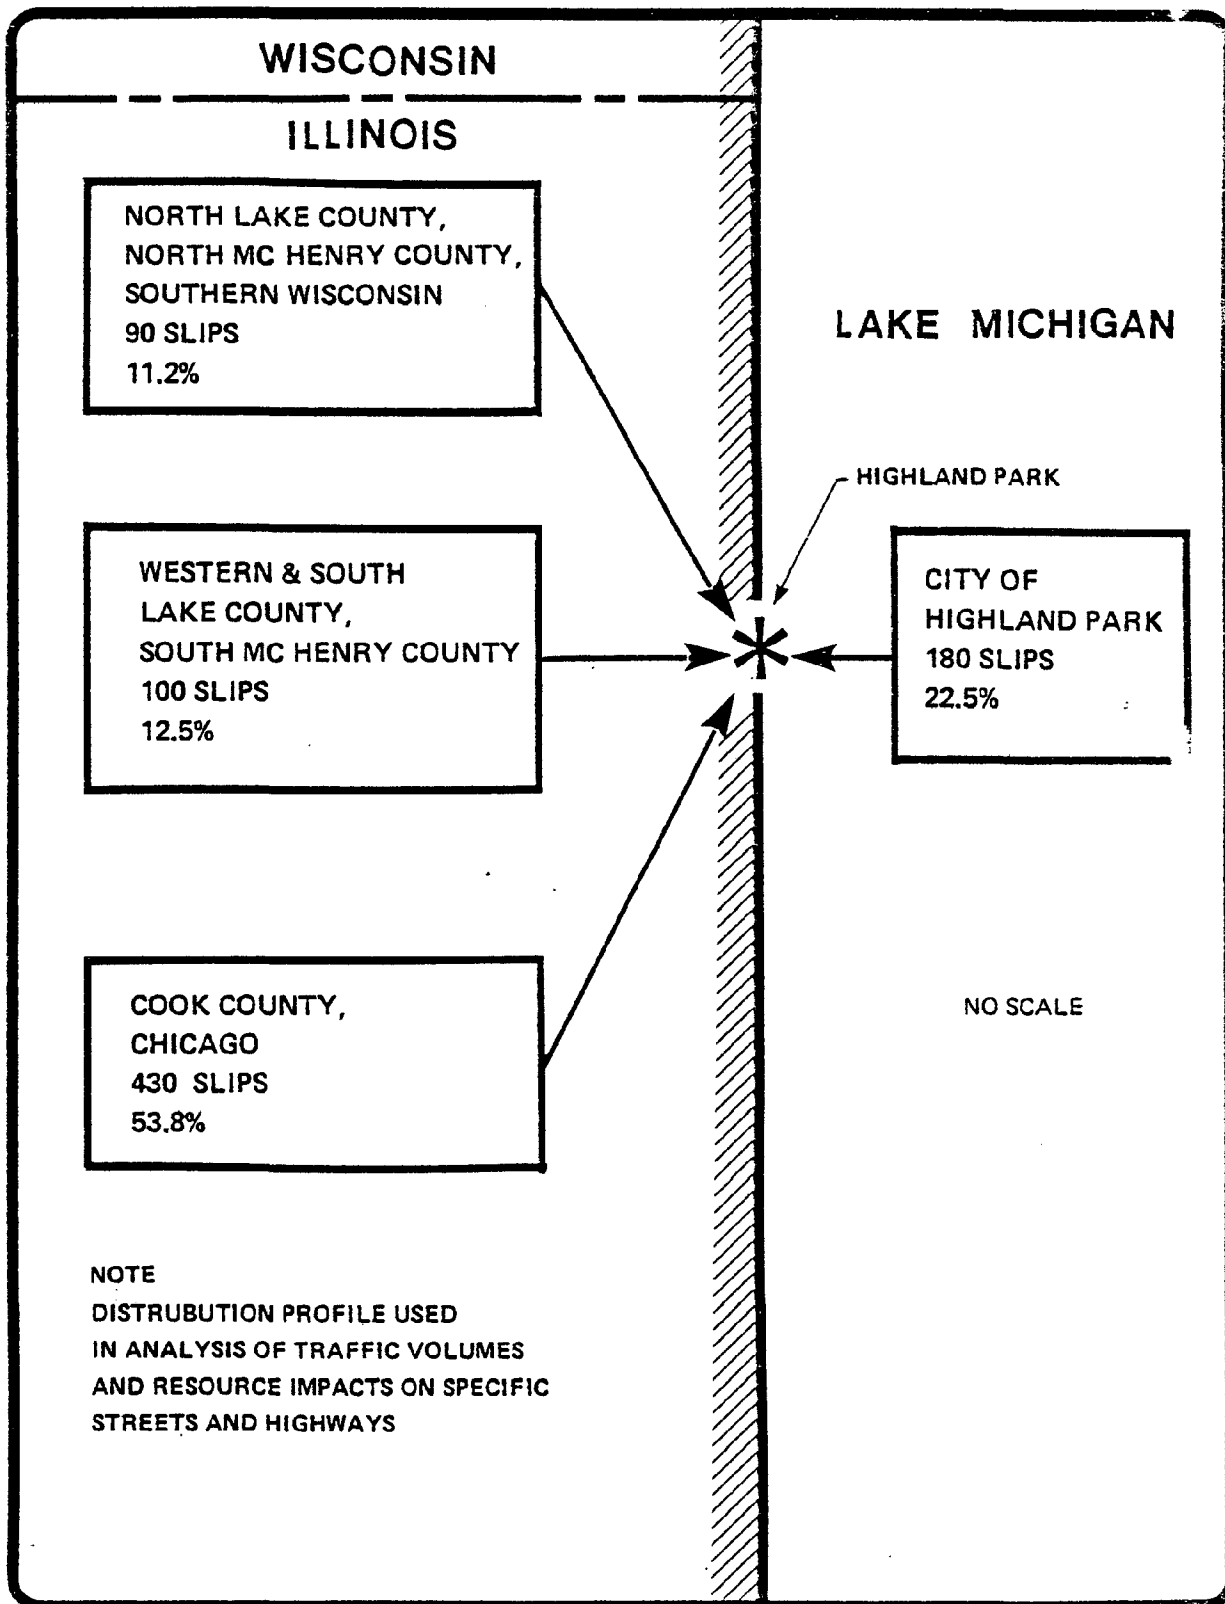 WISCONSIN
ILLINOIS
NORTH LAKE COUNTY,
NORTH MC HENRY COUNTY,
SOUTHERN WISCONSIN
90 SLIPS
11.2%
LAKE MICHIGAN
HIGHLAND PARK
WESTERN & SOUTH
LAKE COUNTY,
SOUTH MC HENRY COUNTY
100 SLIPS
12.5%
CITY OF
HIGHLAND PARK
180 SLIPS
22.5%
COOK COUNTY,
CHICAGO
430 SLIPS
53.8%
NO SCALE
NOTE
DISTRUBUTION PROFILE USED
IN ANALYSIS OF TRAFFIC VOLUMES
AND RESOURCE IMPACTS ON SPECIFIC
STREETS AND HIGHWAYS